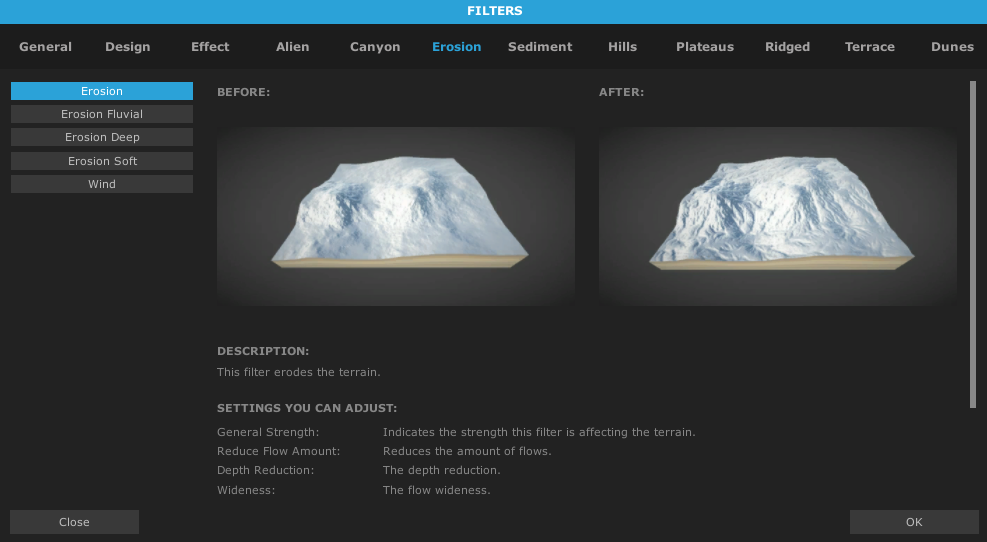 FILTERS
General Design Effect Alien Canyon Erosion Sediment Hills Plateaus Ridged Terrace Dunes
Erosion
Erosion Fluvial
Erosion Deep
Erosion Soft
Wind
BEFORE: AFTER:
DESCRIPTION:
This filter erodes the terrain.
SETTINGS YOU CAN ADJUST:
General Strength: Indicates the strength this filter is affecting the terrain.
Reduce Flow Amount: Reduces the amount of flows.
Depth Reduction: The depth reduction.
Wideness: The flow wideness.
Close OK